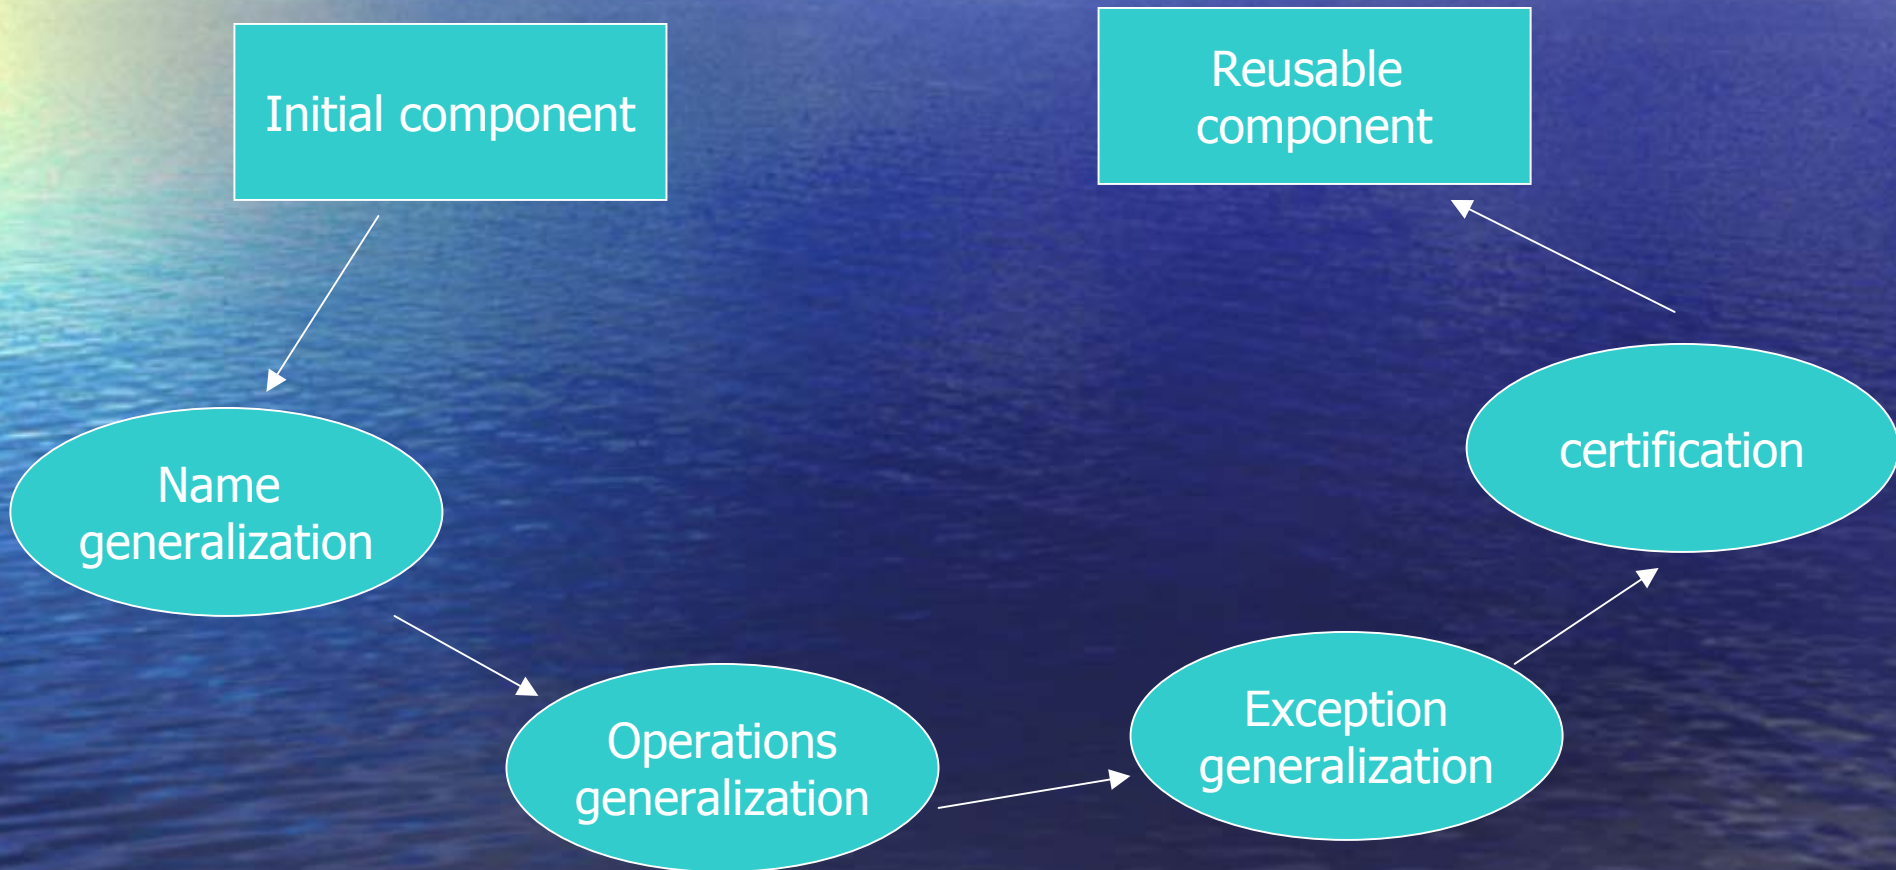 Initial component
Reusable
component
Name
generalization
Operations
generalization
Exception
generalization
certification